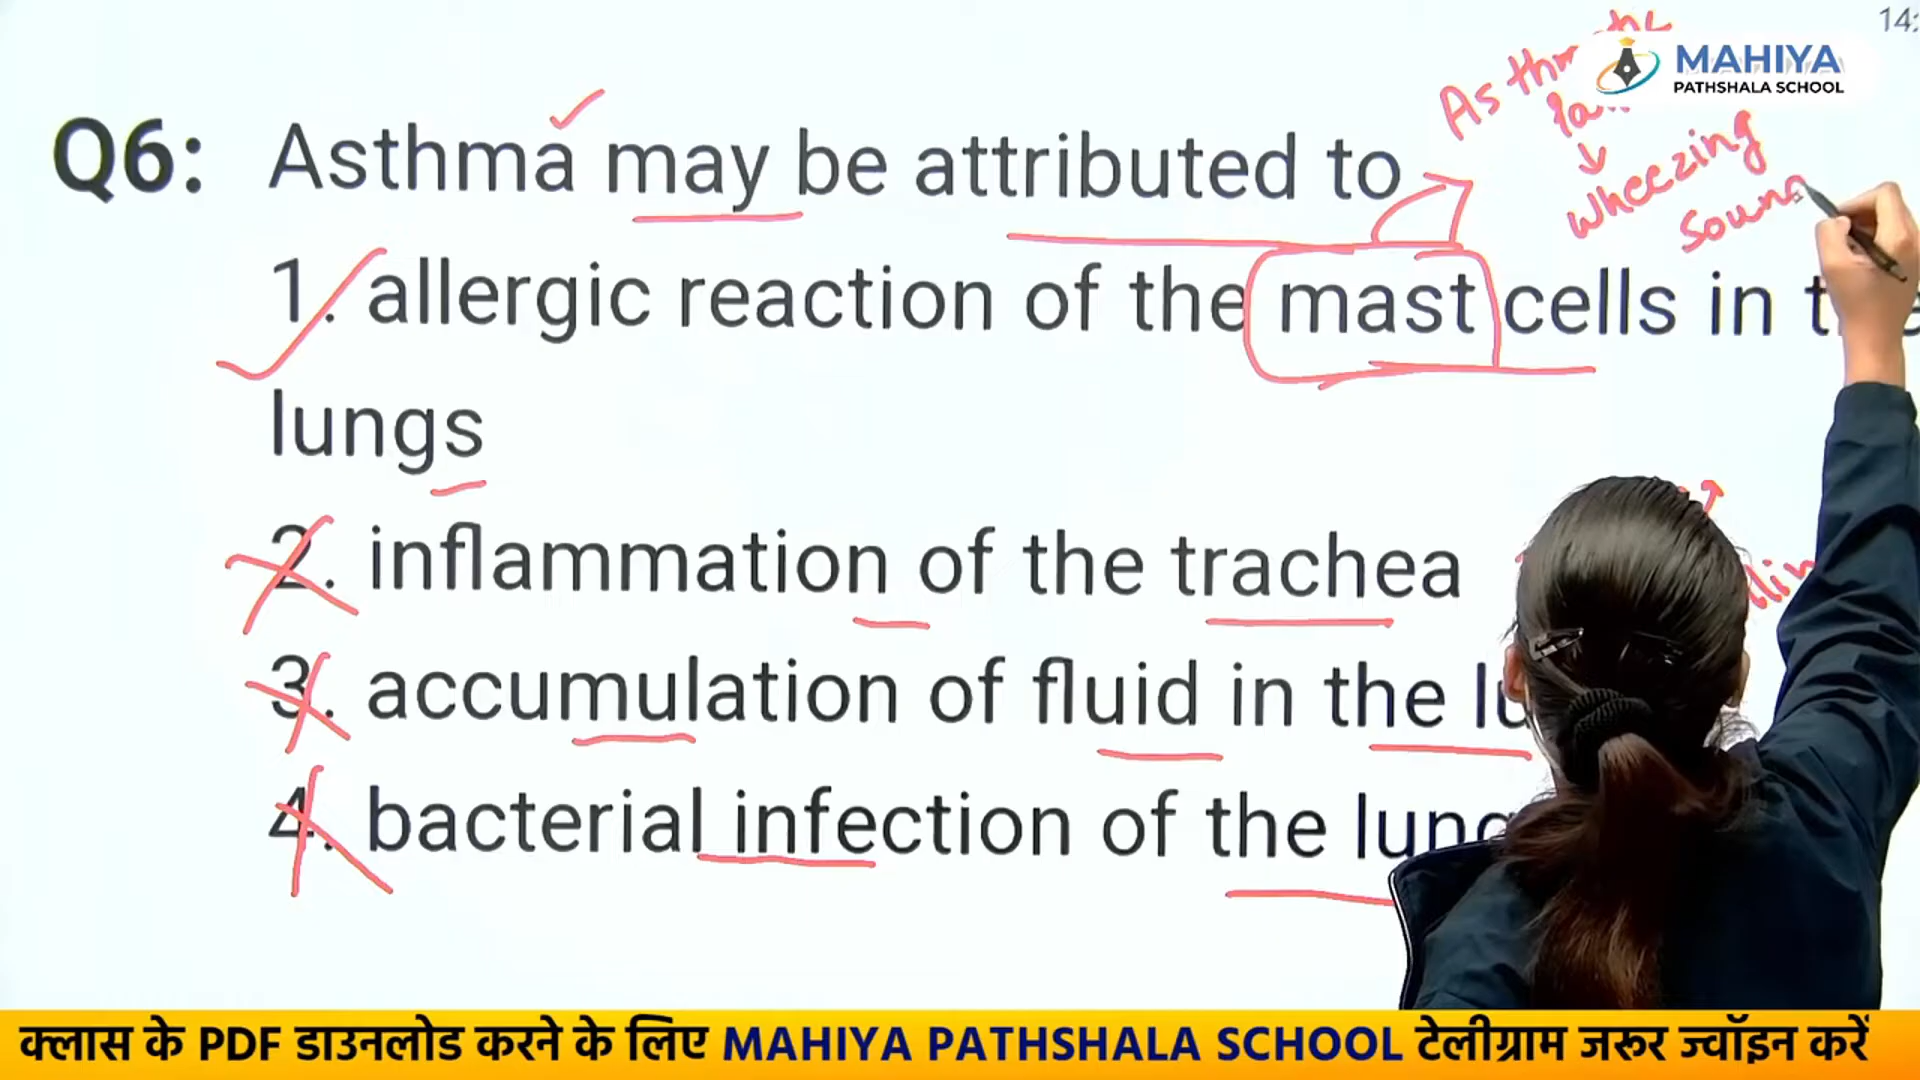 14:
MAHIYA
PATHSHALA SCHOOL
Q6: Asthma may be attributed to
wheezing
1. allergic reaction of the mast cells in
lungs
2. inflammation of the trachea
3. accumulation of fluid in the
4. bacterial infection of the
क्लास के PDF डाउनलोड करने के लिए MAHIYA PATHSHALA SCHOOL टेलीग्राम जरूर ज्वॉइन करें